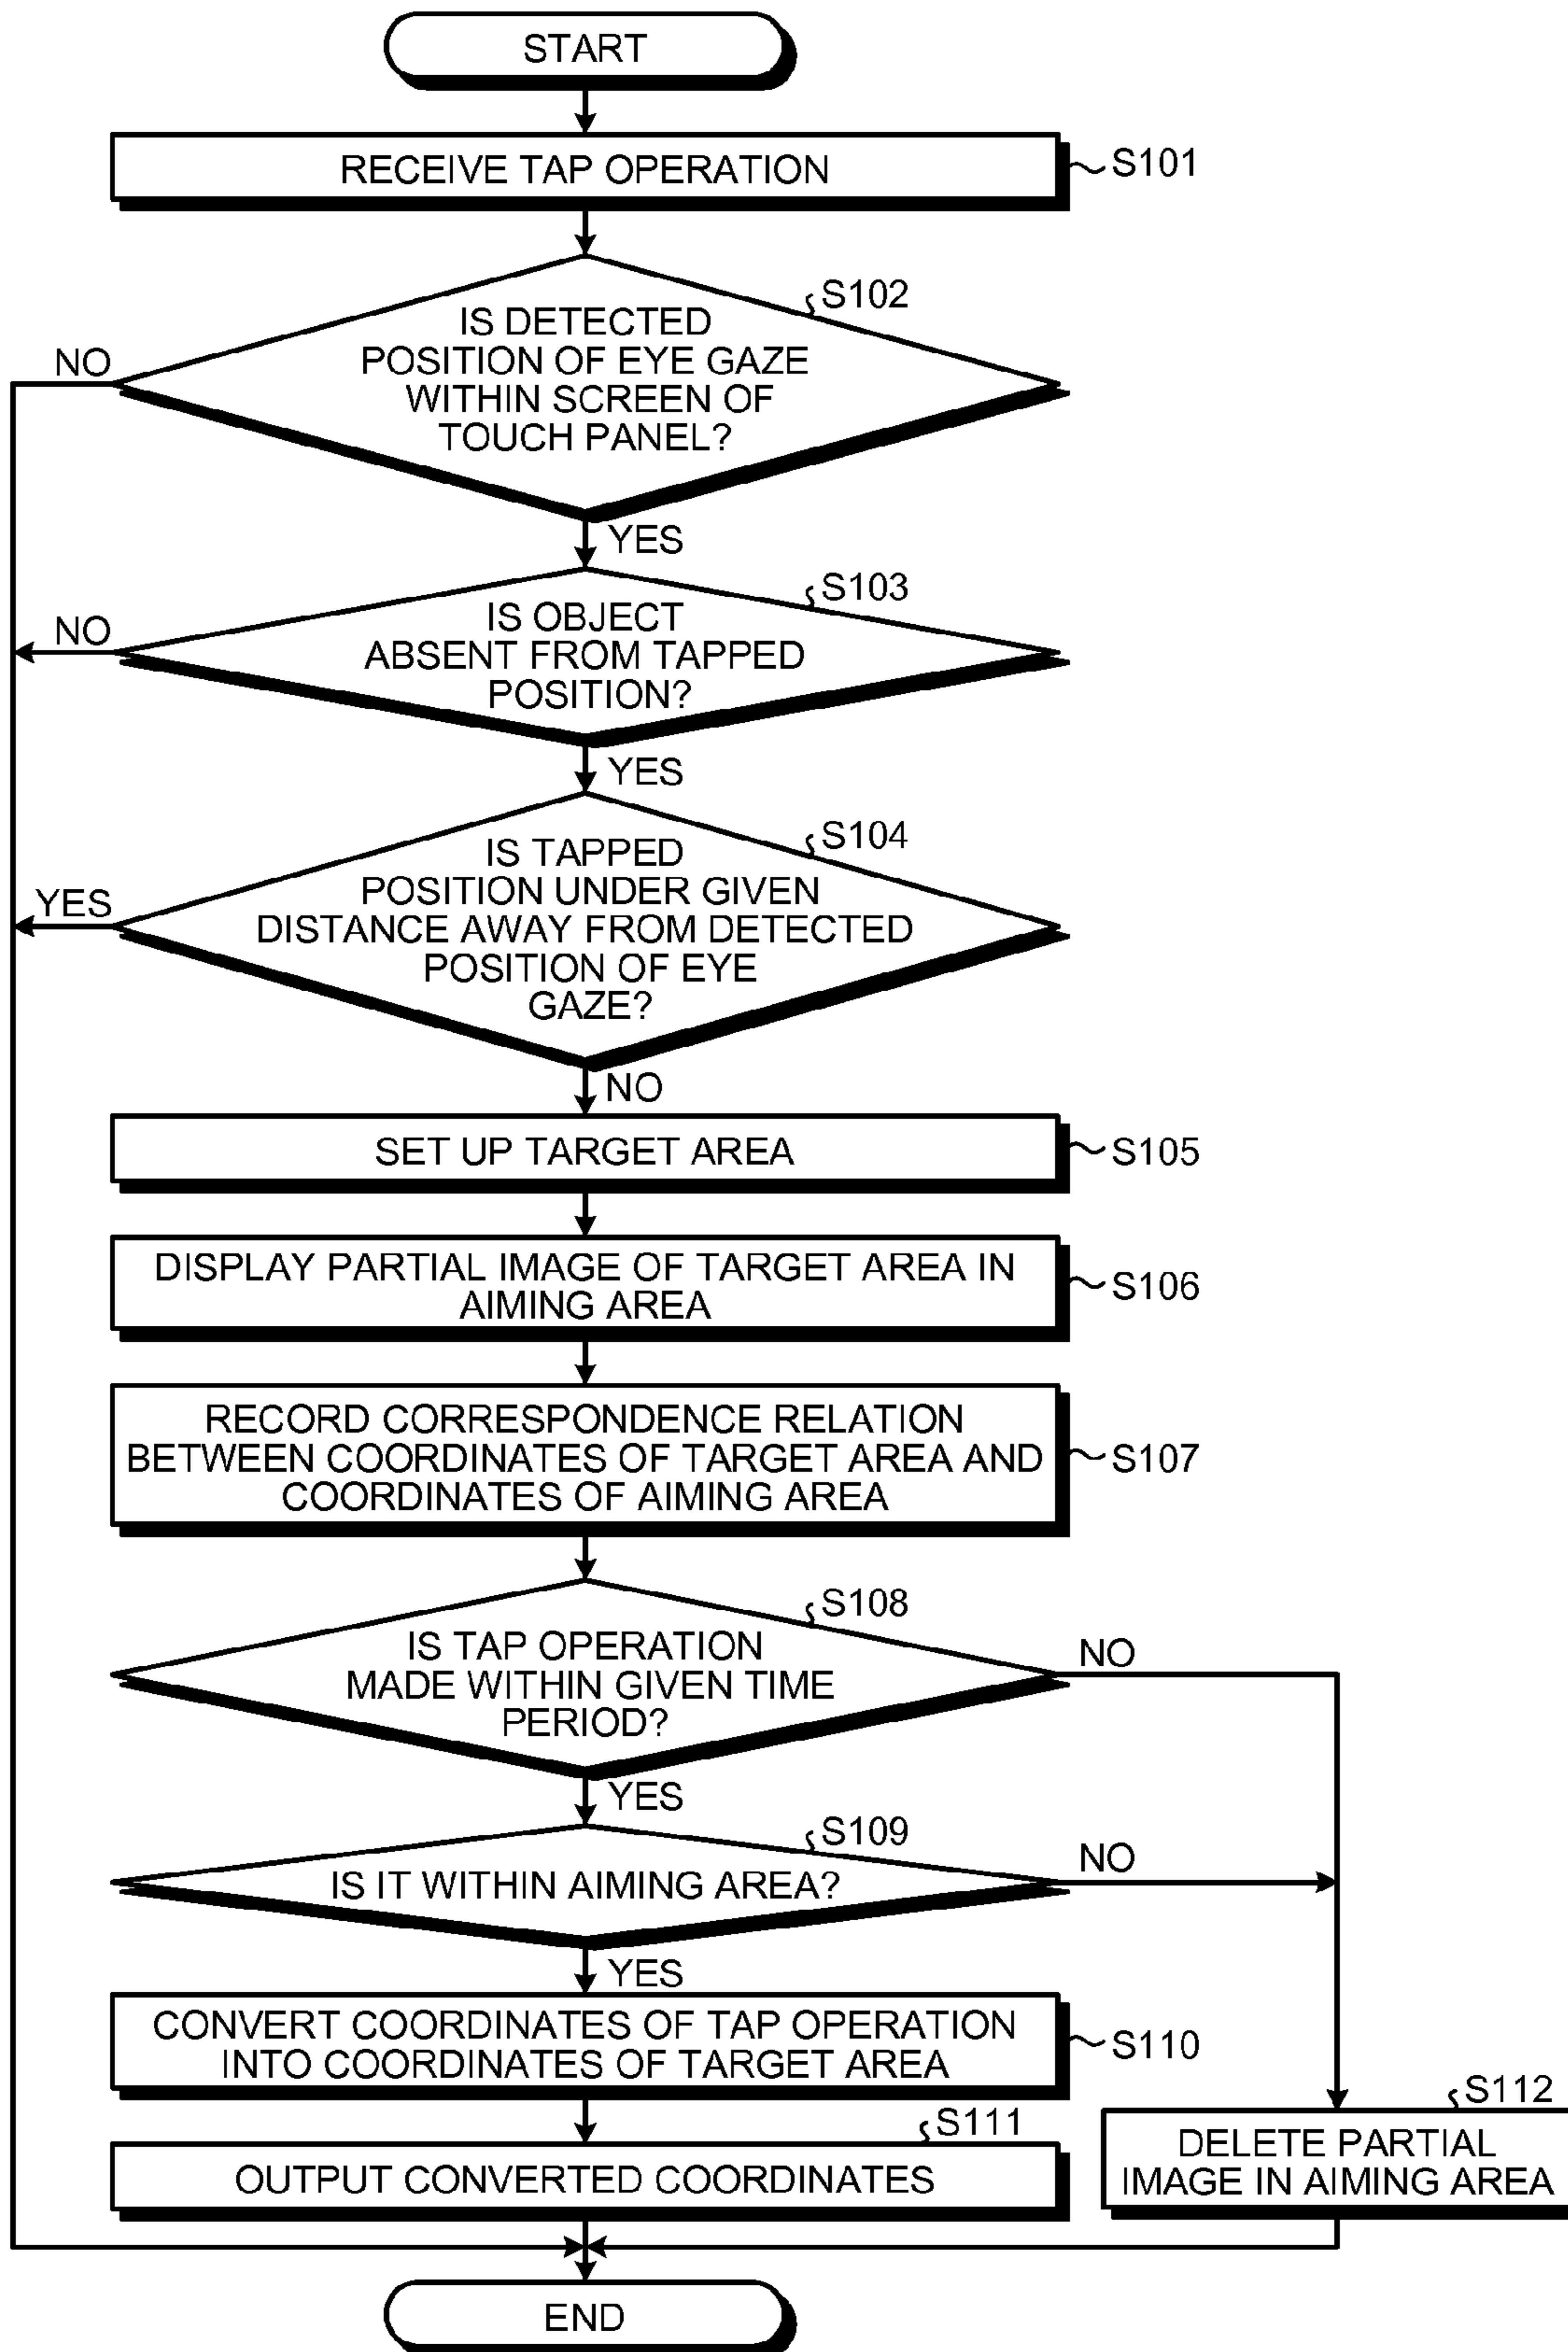 START
RECEIVE TAP OPERATION
S101
S102
IS DETECTED
POSITION OF EYE GAZE
WITHIN SCREEN OF
TOUCH PANEL?
NO
YES
S103
IS OBJECT
ABSENT FROM TAPPED
POSITION?
NO
YES
S104
IS TAPPED
POSITION UNDER GIVEN
DISTANCE AWAY FROM DETECTED
POSITION OF EYE
GAZE?
YES
NO
SET UP TARGET AREA
S105
DISPLAY PARTIAL IMAGE OF TARGET AREA IN
AIMING AREA
S106
RECORD CORRESPONDENCE RELATION
BETWEEN COORDINATES OF TARGET AREA AND
COORDINATES OF AIMING AREA
S107
S108
IS TAP OPERATION
MADE WITHIN GIVEN TIME
PERIOD?
NO
YES
S109
IS IT WITHIN AIMING AREA?
NO
YES
CONVERT COORDINATES OF TAP OPERATION
INTO COORDINATES OF TARGET AREA
S110
S111
OUTPUT CONVERTED COORDINATES
S112
DELETE PARTIAL
IMAGE IN AIMING AREA
END